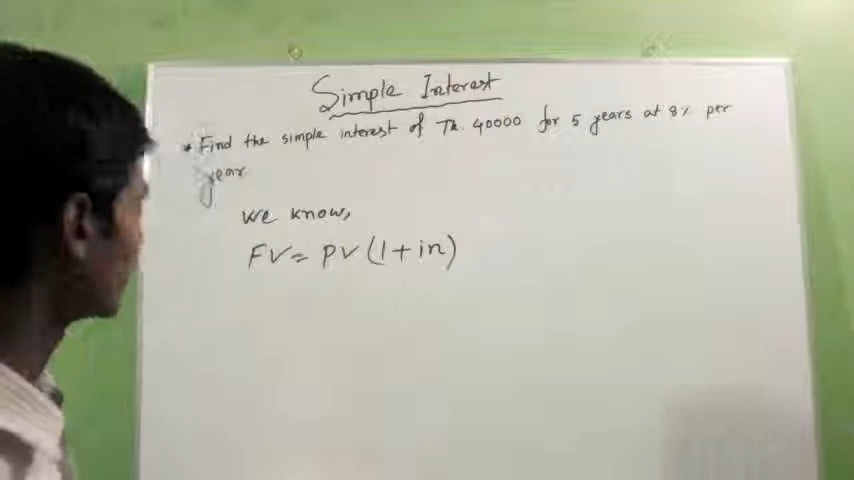 Simple Interest
* Find the simple interest of Tk. 40000 for 5 years at 8% per
year.
We know,
FV = PV (1 + in)